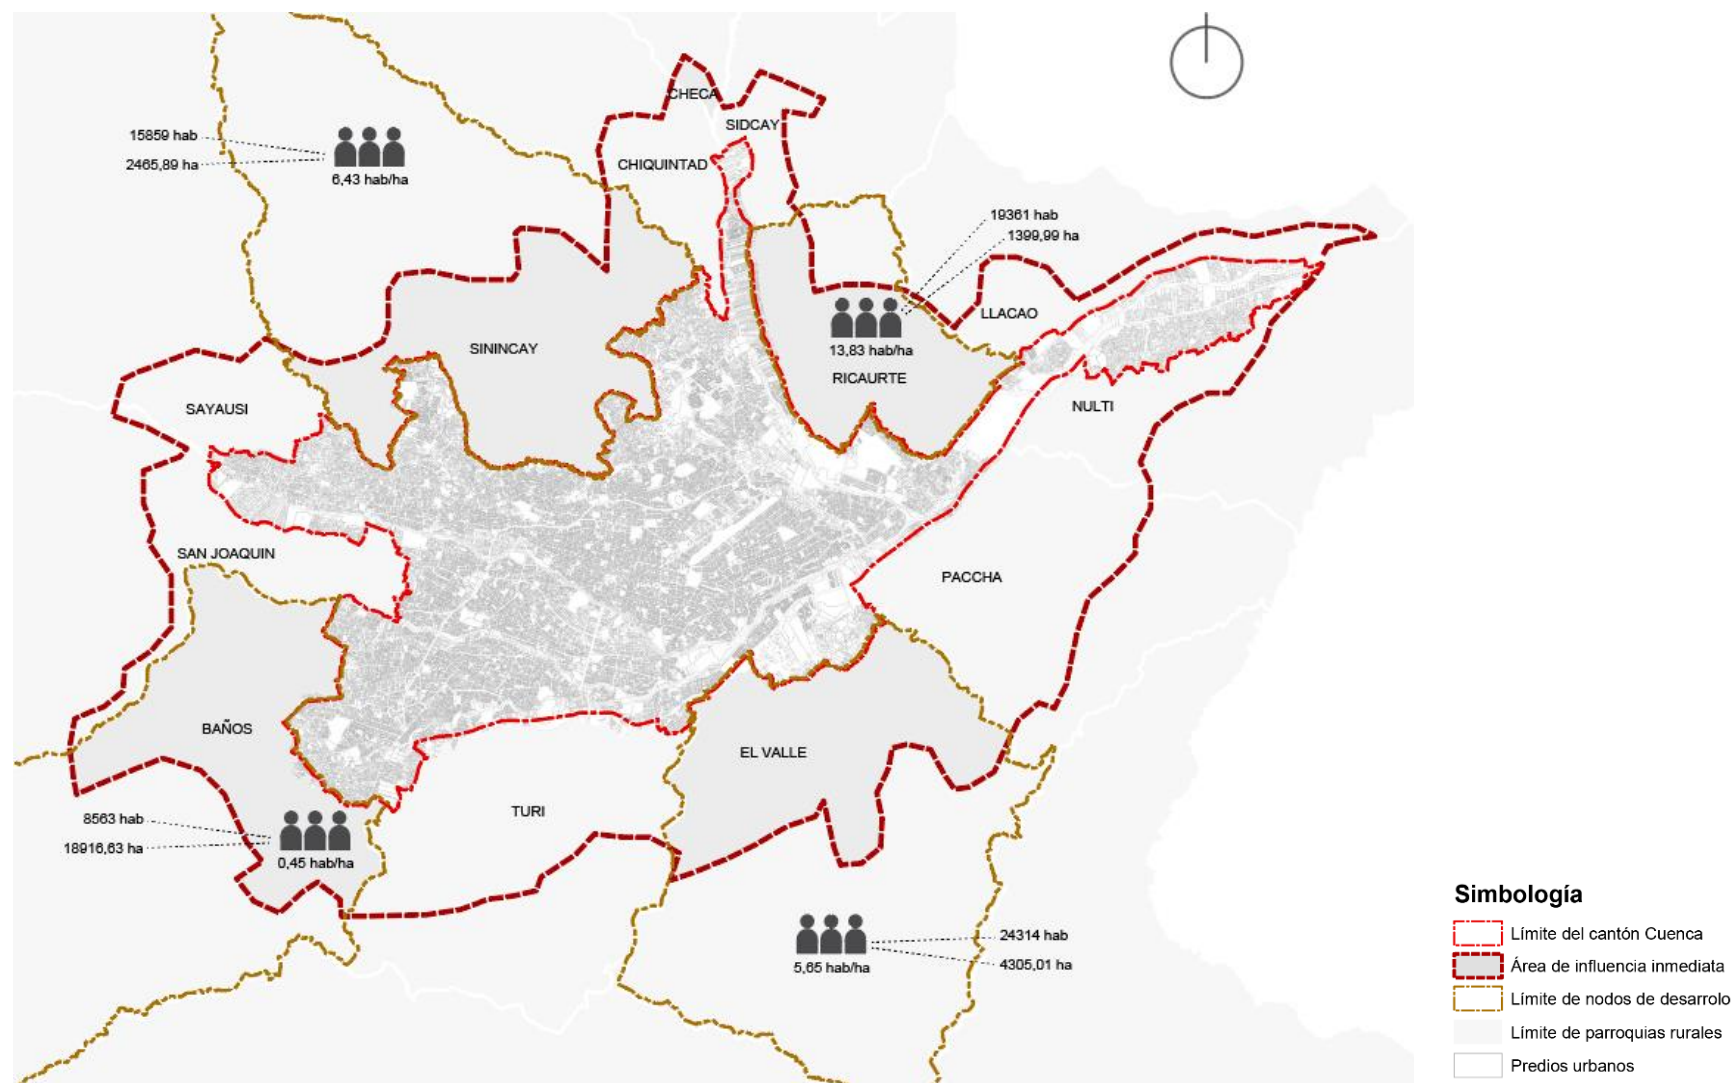 CHECA
SIDCAY
CHIQUINTAD
15859 hab
2465,89 ha
6,43 hab/ha
19361 hab
1399,99 ha
LLACAO
13,83 hab/ha
RICAURTE
SININCAY
SAYAUSI
NULTI
SAN JOAQUIN
PACCHA
BAÑOS
EL VALLE
TURI
8563 hab
18916,63 ha
0,45 hab/ha
24314 hab
4305,01 ha
5,65 hab/ha
Simbología
Límite del cantón Cuenca
Área de influencia inmediata
Límite de nodos de desarrolo
Límite de parroquias rurales
Predios urbanos